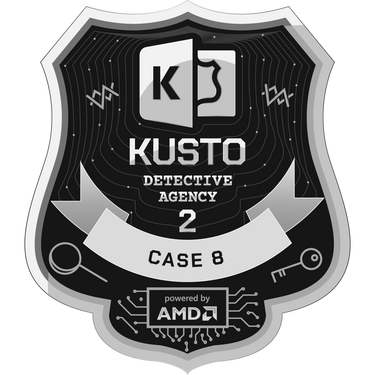 K
KUSTO
DETECTIVE
AGENCY
2
CASE 8
powered by
AMD